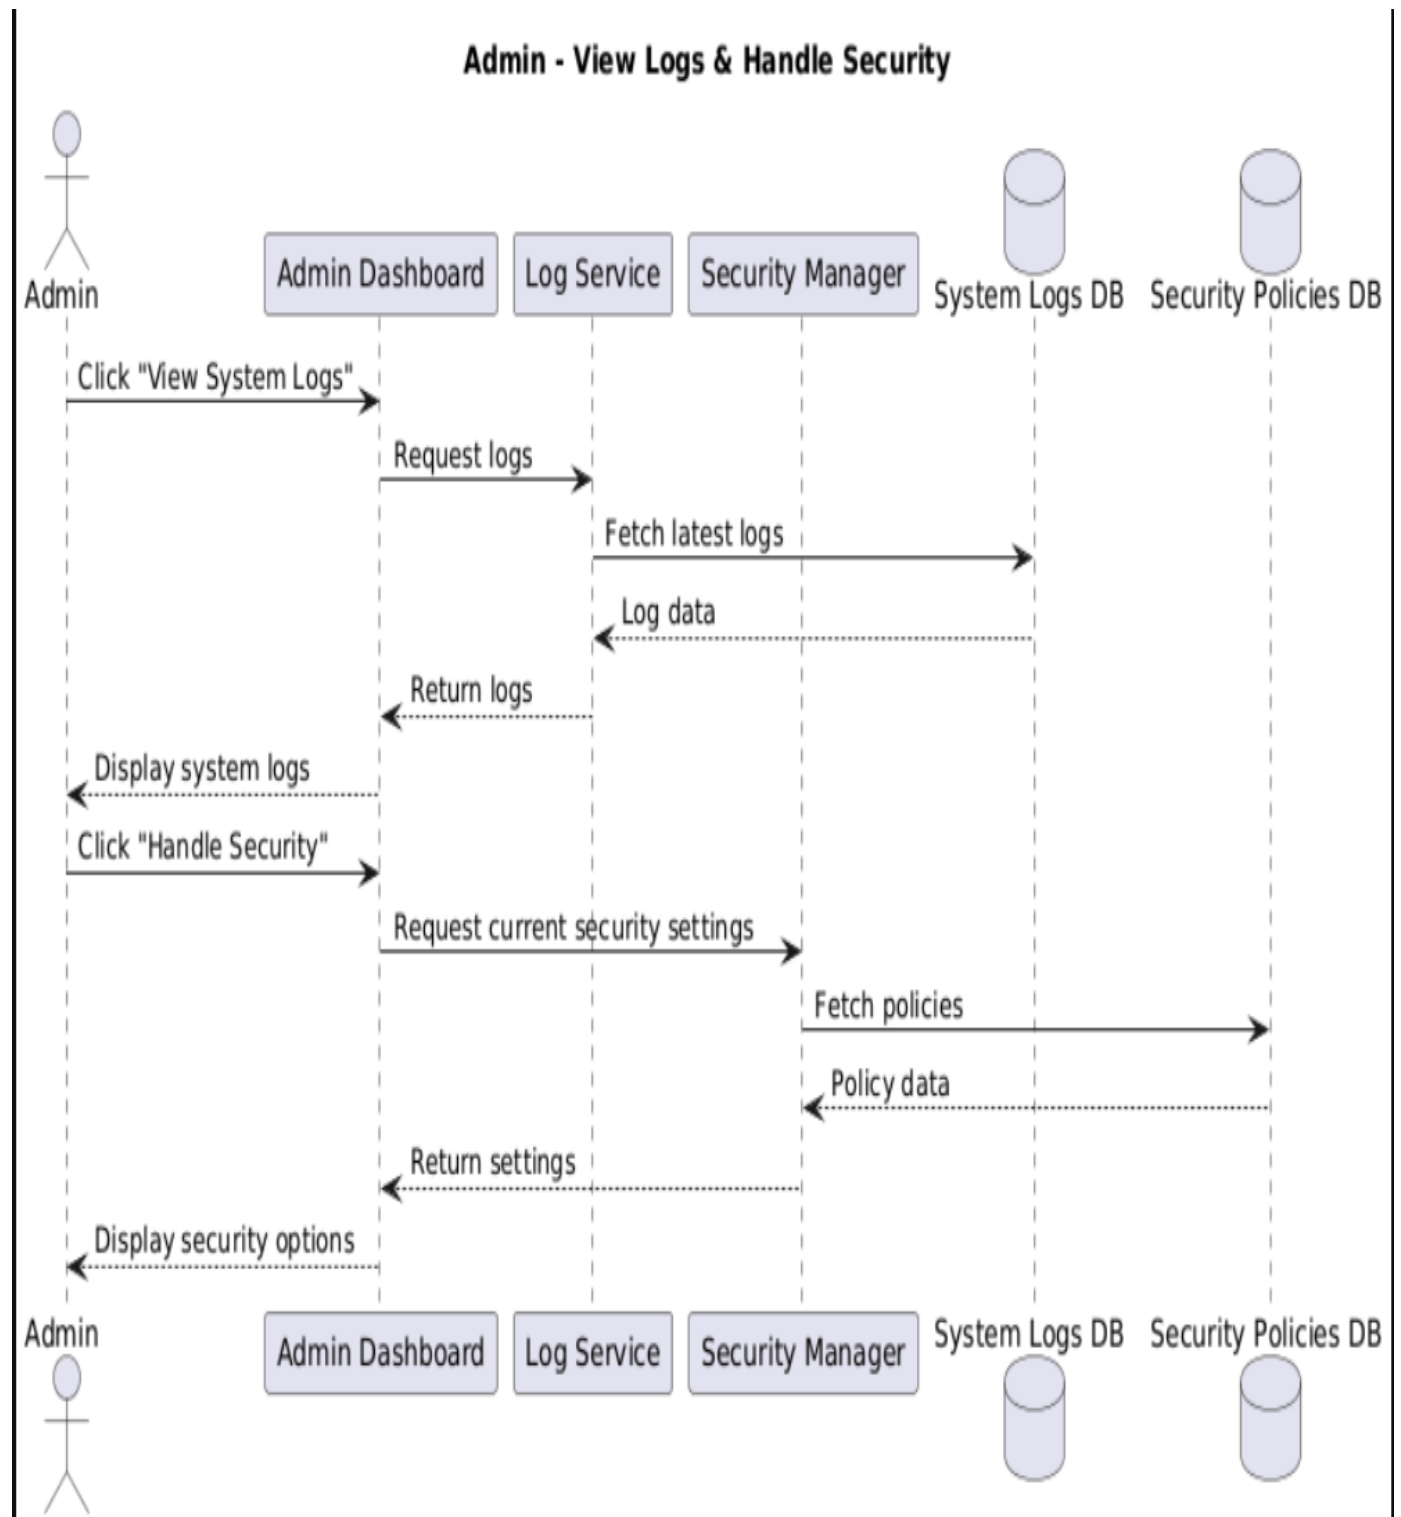 Admin - View Logs & Handle Security
Admin
Admin Dashboard
Log Service
Security Manager
System Logs DB
Security Policies DB
Click "View System Logs"
Request logs
Fetch latest logs
Log data
Return logs
Display system logs
Click "Handle Security"
Request current security settings
Fetch policies
Policy data
Return settings
Display security options
Admin
Admin Dashboard
Log Service
Security Manager
System Logs DB
Security Policies DB